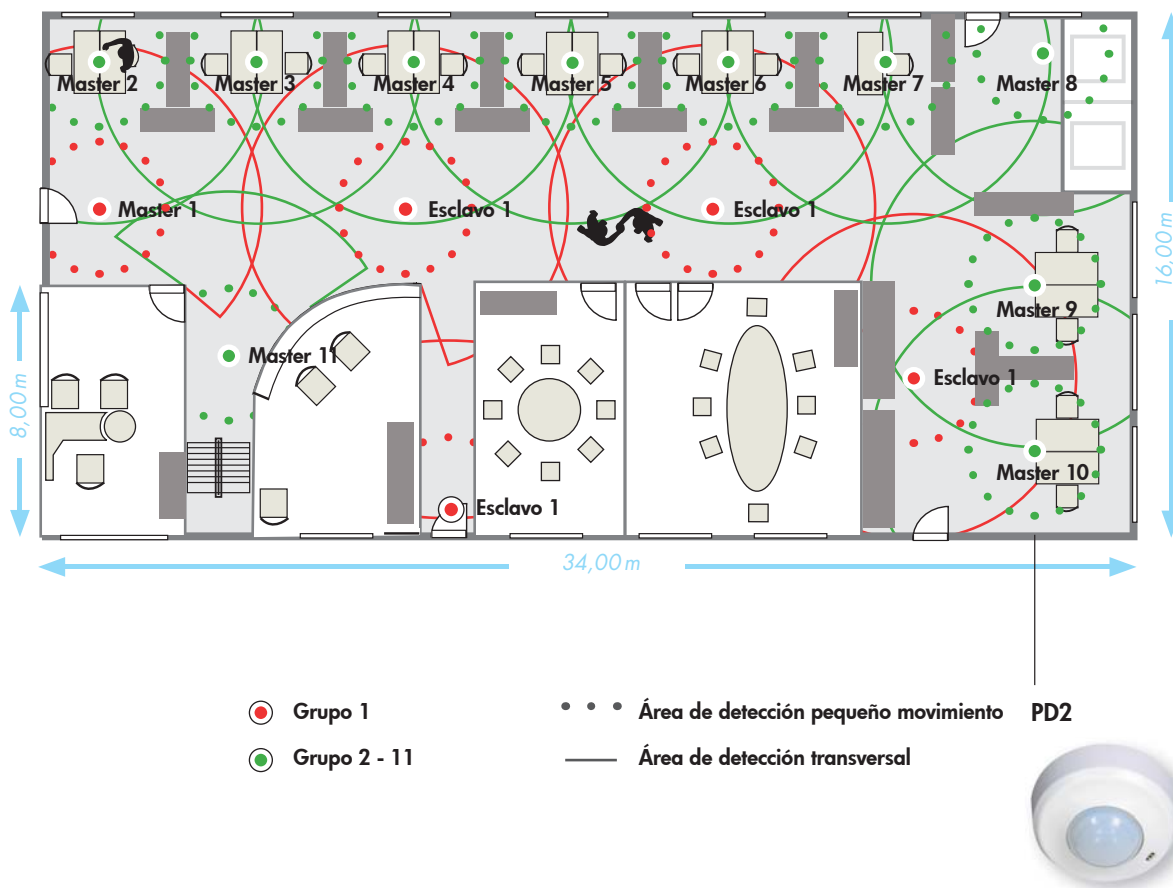 Master 2
Master 3
Master 4
Master 5
Master 6
Master 7
Master 8
Master 1
Esclavo 1
Esclavo 1
16,00 m
Master 9
Master 11
Esclavo 1
8,00 m
Master 10
Esclavo 1
34,00 m
Grupo 1
Área de detección pequeño movimiento
PD2
Grupo 2 - 11
Área de detección transversal